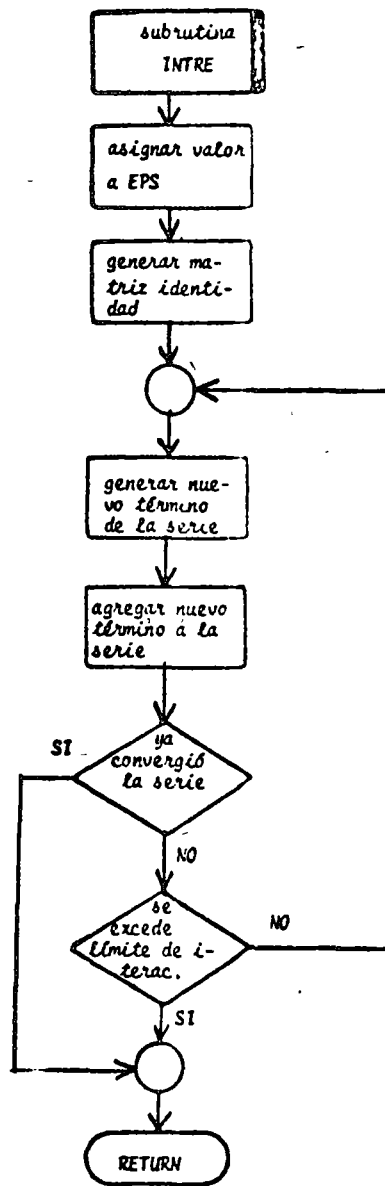 subrutina
INTRE
asignar valor
a EPS
generar ma-
triz identi-
dad
generar nue-
vo término
de la serie
agregar nuevo
término á la
serie
SI
ya
convergió
la serie
NO
se
excede
límite de i-
terac.
NO
SI
RETURN